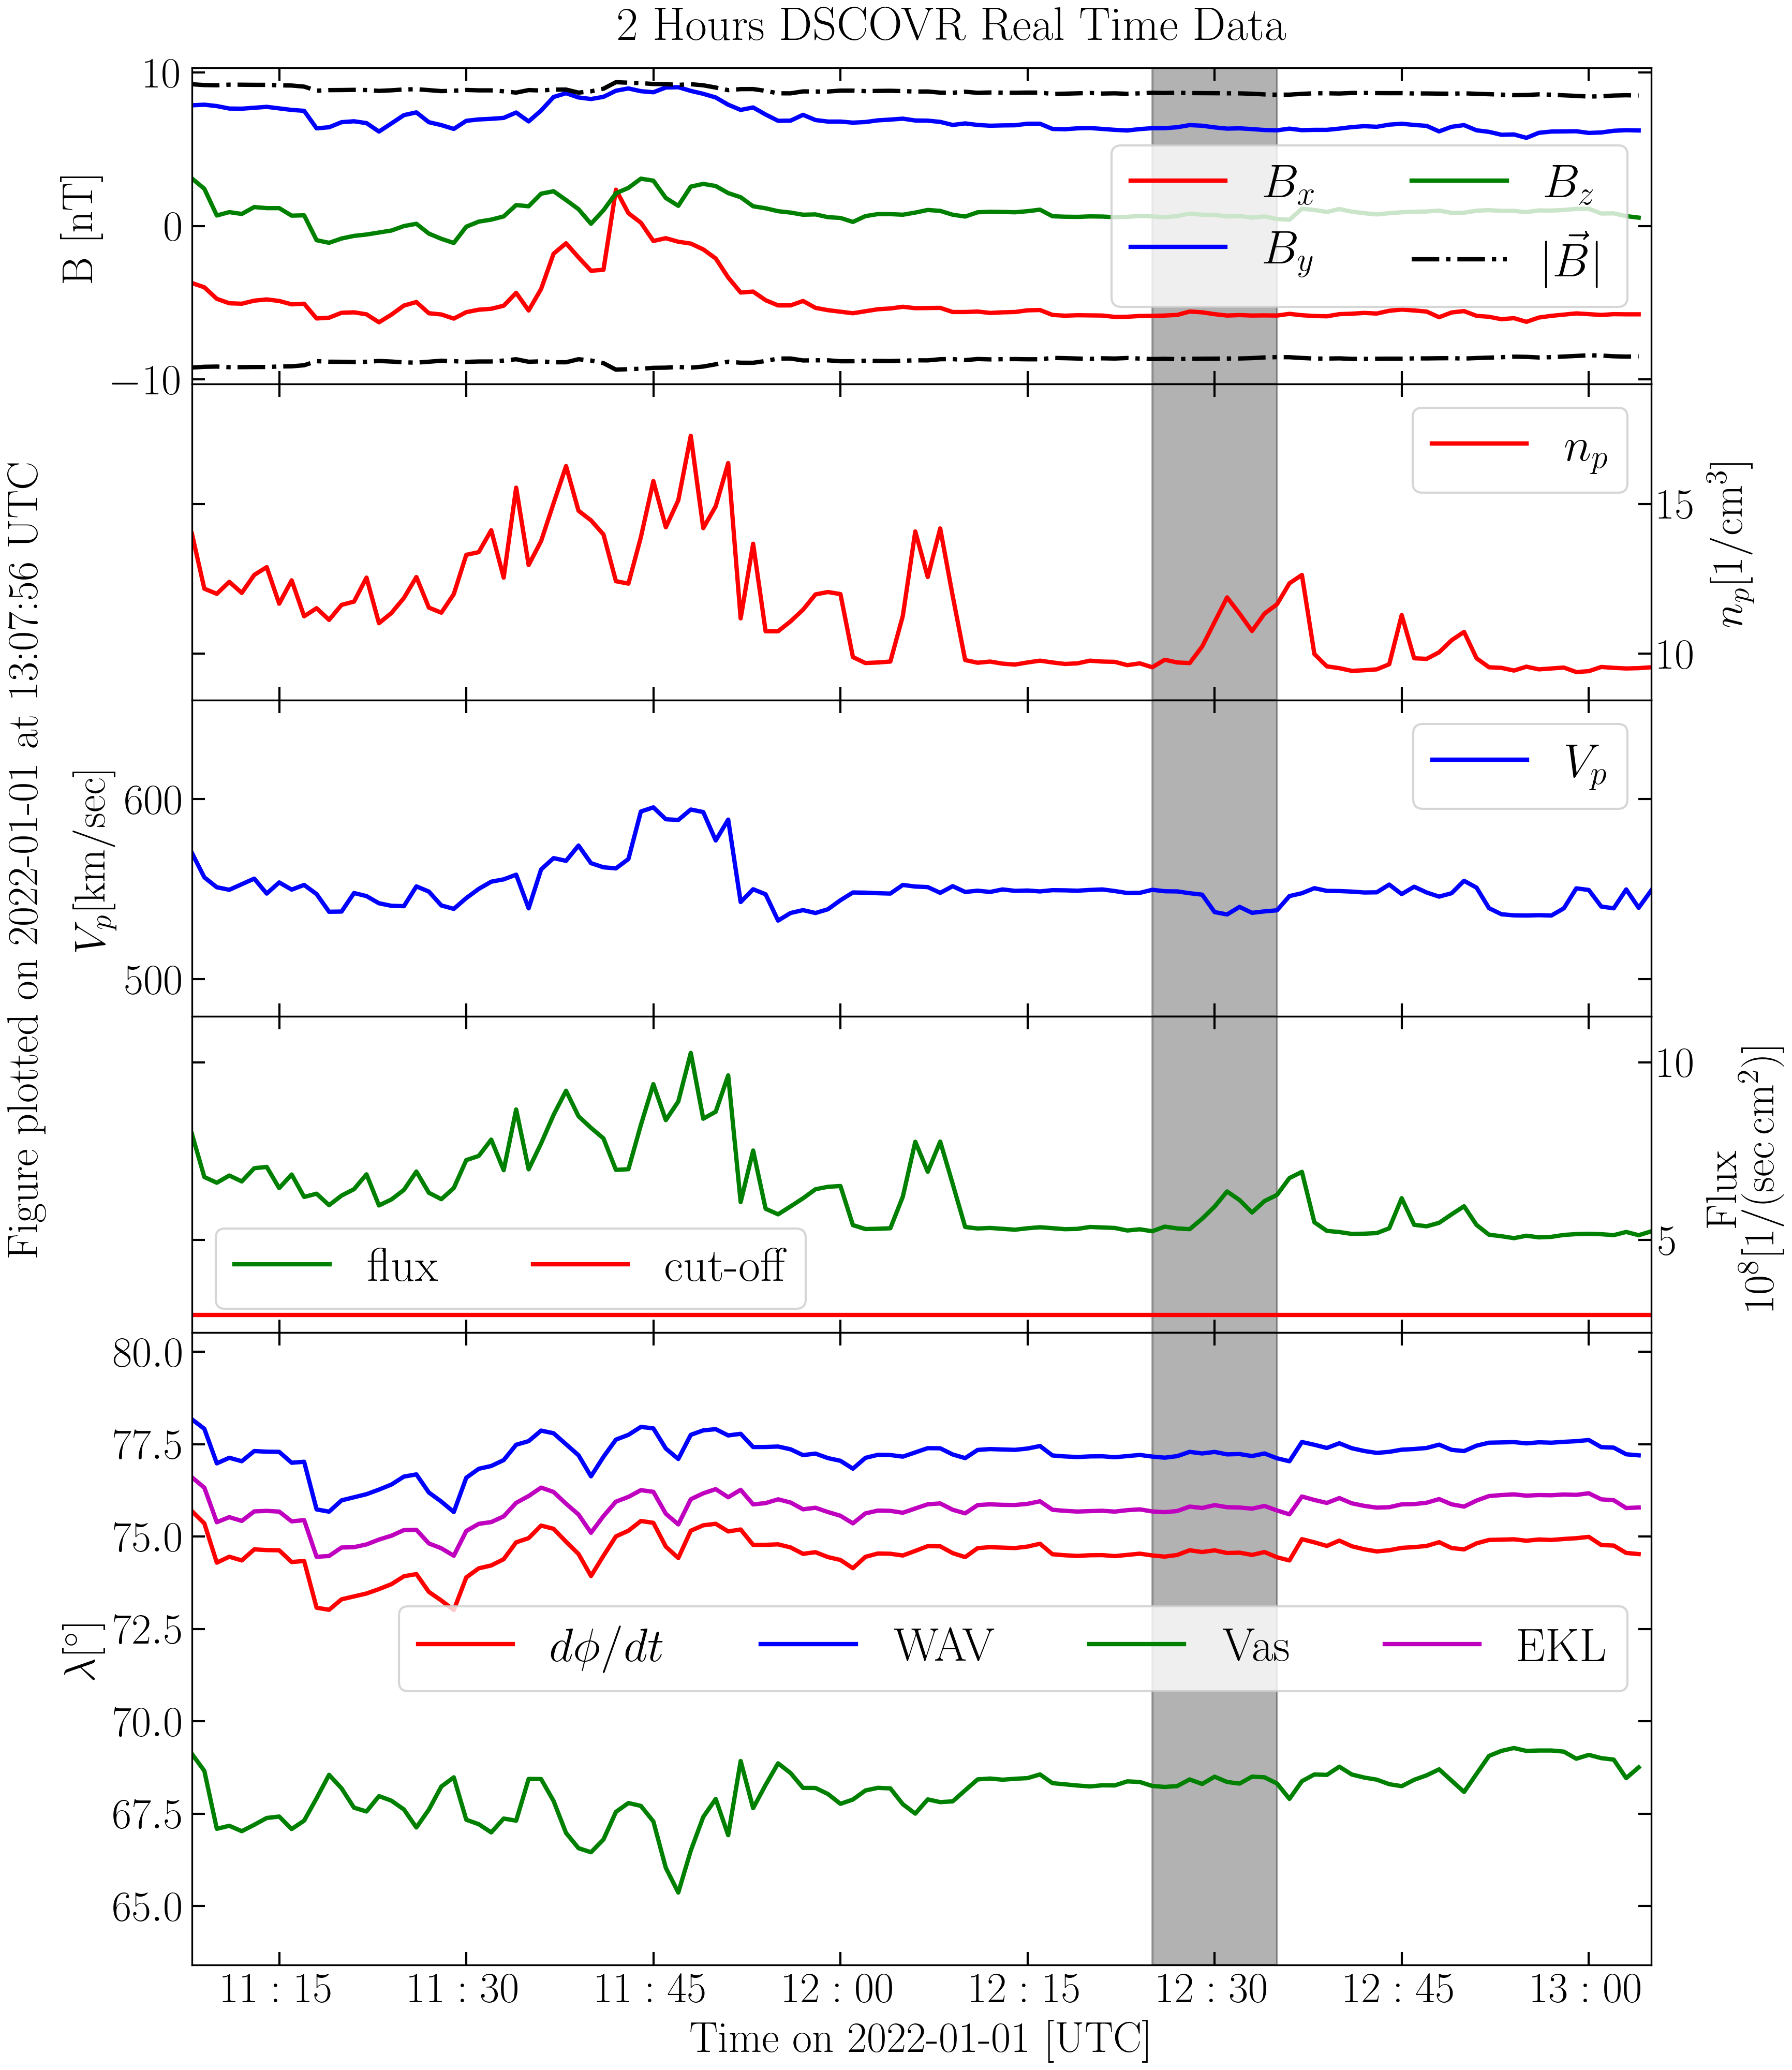 2 Hours DSCOVR Real Time Data
Figure plotted on 2022-01-01 at 13:07:56 UTC
B [nT]
10
0
−10
B_x
B_z
B_y
|B⃗|
n_p
15
10
n_p[1/cm³]
V_p[km/sec]
600
500
V_p
flux
cut-off
10
5
Flux
10⁸[1/(sec cm²)]
λ[°]
80.0
77.5
75.0
72.5
70.0
67.5
65.0
dϕ/dt
WAV
Vas
EKL
11 : 15
11 : 30
11 : 45
12 : 00
12 : 15
12 : 30
12 : 45
13 : 00
Time on 2022-01-01 [UTC]